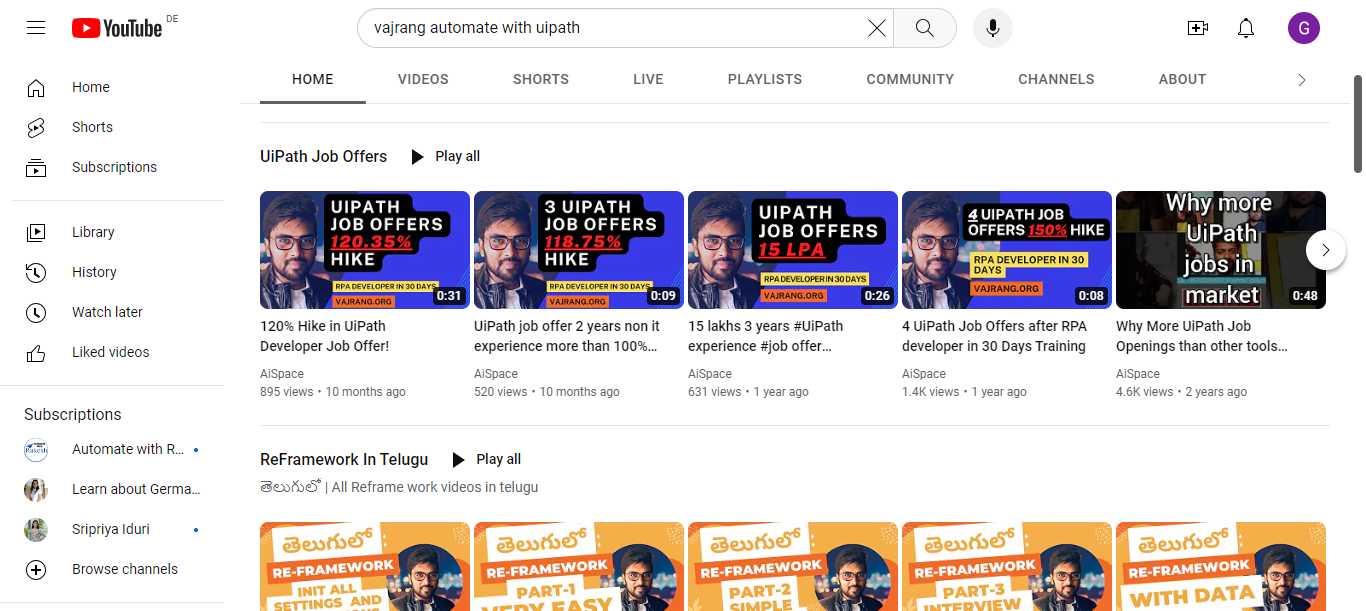 YouTube DE
vajrang automate with uipath
G
Home
Shorts
Subscriptions
Library
History
Watch later
Liked videos
Subscriptions
Automate with R...
Learn about Germa...
Sripriya Iduri
Browse channels
HOME VIDEOS SHORTS LIVE PLAYLISTS COMMUNITY CHANNELS ABOUT
UiPath Job Offers Play all
UIPATH
JOB OFFERS
120.35%
HIKE
RPA DEVELOPER IN 30 DAYS
VAJRANG.ORG
0:31
120% Hike in UiPath
Developer Job Offer!
AiSpace
895 views • 10 months ago
3 UIPATH
JOB OFFERS
118.75%
HIKE
RPA DEVELOPER IN 30 DAYS
VAJRANG.ORG
0:09
UiPath job offer 2 years non it
experience more than 100%...
AiSpace
520 views • 10 months ago
UIPATH
JOB OFFERS
15 LPA
RPA DEVELOPER IN 30 DAYS
VAJRANG.ORG
0:26
15 lakhs 3 years #UiPath
experience #job offer...
AiSpace
631 views • 1 year ago
4 UIPATH JOB
OFFERS 150% HIKE
RPA DEVELOPER IN 30
DAYS
VAJRANG.ORG
0:08
4 UiPath Job Offers after RPA
developer in 30 Days Training
AiSpace
1.4K views • 1 year ago
Why more
UiPath
jobs in
market
0:48
Why More UiPath Job
Openings than other tools...
AiSpace
4.6K views • 2 years ago
ReFramework In Telugu Play all
తెలుగులో | All Reframe work videos in telugu
తెలుగులో
RE-FRAMEWORK
INIT ALL
SETTINGS AND
తెలుగులో
RE-FRAMEWORK
PART-1
VERY EASY
తెలుగులో
RE-FRAMEWORK
PART-2
SIMPLE
తెలుగులో
RE-FRAMEWORK
PART-3
INTERVIEW
తెలుగులో
RE-FRAMEWORK
WITH DATA